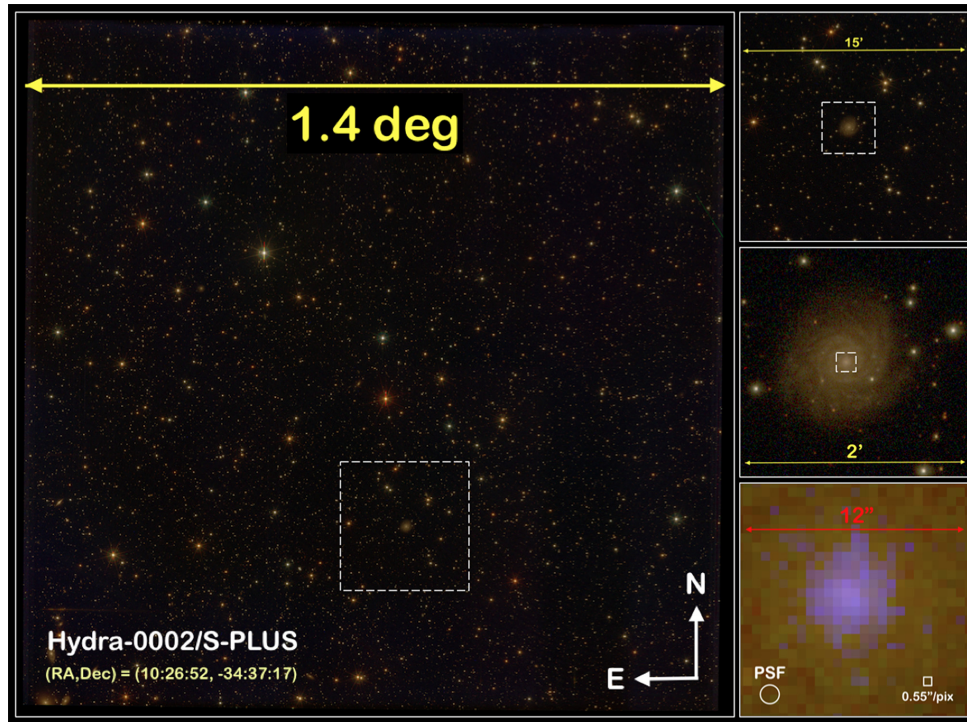 1.4 deg
Hydra-0002/S-PLUS
(RA,Dec) = (10:26:52, -34:37:17)
N
E
15’
2’
12”
PSF
0.55”/pix